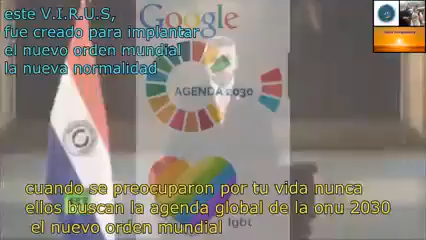 este V.I.R.U.S,
fue creado para implantar
el nuevo orden mundial
la nueva normalidad
Google
AGENDA 2030
cuando se preocuparon por tu vida nunca
ellos buscan la agenda global de la onu 2030
el nuevo orden mundial
lgbt